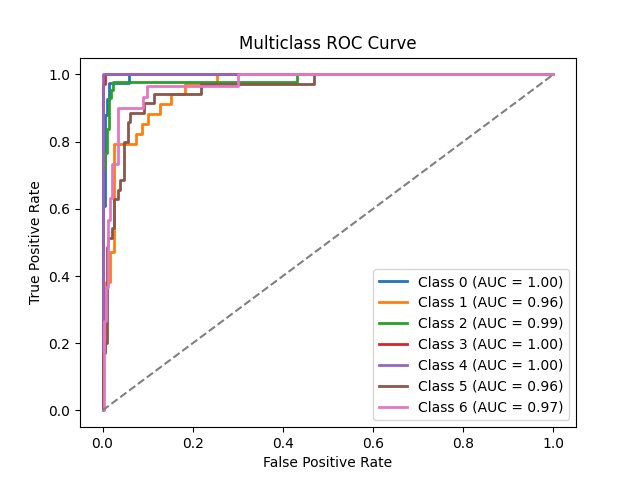 Multiclass ROC Curve
True Positive Rate
1.0
0.8
0.6
0.4
0.2
0.0
Class 0 (AUC = 1.00)
Class 1 (AUC = 0.96)
Class 2 (AUC = 0.99)
Class 3 (AUC = 1.00)
Class 4 (AUC = 1.00)
Class 5 (AUC = 0.96)
Class 6 (AUC = 0.97)
0.0 0.2 0.4 0.6 0.8 1.0
False Positive Rate